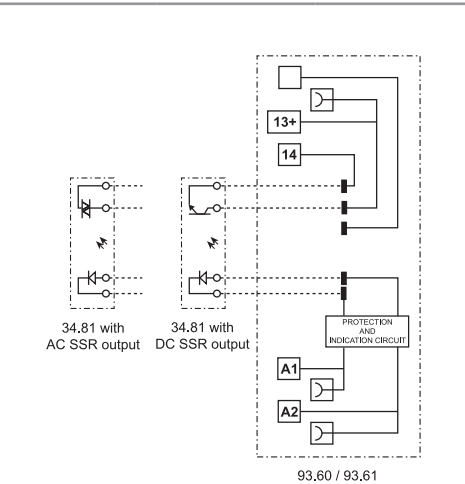 13+
14
34.81 with
AC SSR output
34.81 with
DC SSR output
PROTECTION
AND
INDICATION CIRCUIT
A1
A2
93.60 / 93.61